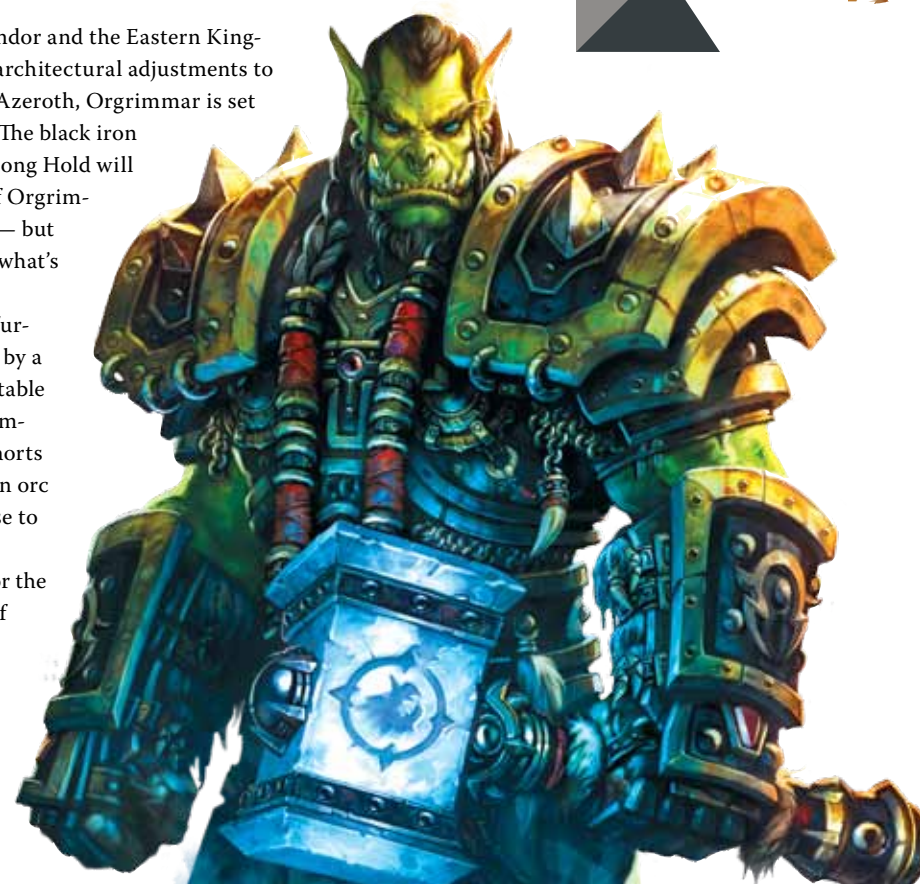 ndor and the Eastern King-
architectural adjustments to
Azeroth, Orgrimmar is set
The black iron
ong Hold will
f Orgrim-
— but
what's
fur-
by a
table
m-
horts
n orc
se to
or the
f